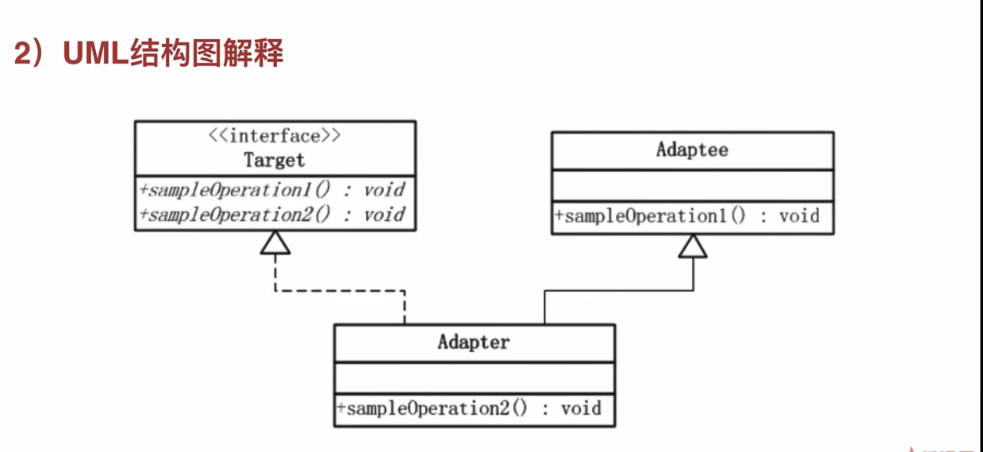 2）UML结构图解释
<<interface>>
Target
+sampleOperation1() : void
+sampleOperation2() : void
Adaptee
+sampleOperation1() : void
Adapter
+sampleOperation2() : void